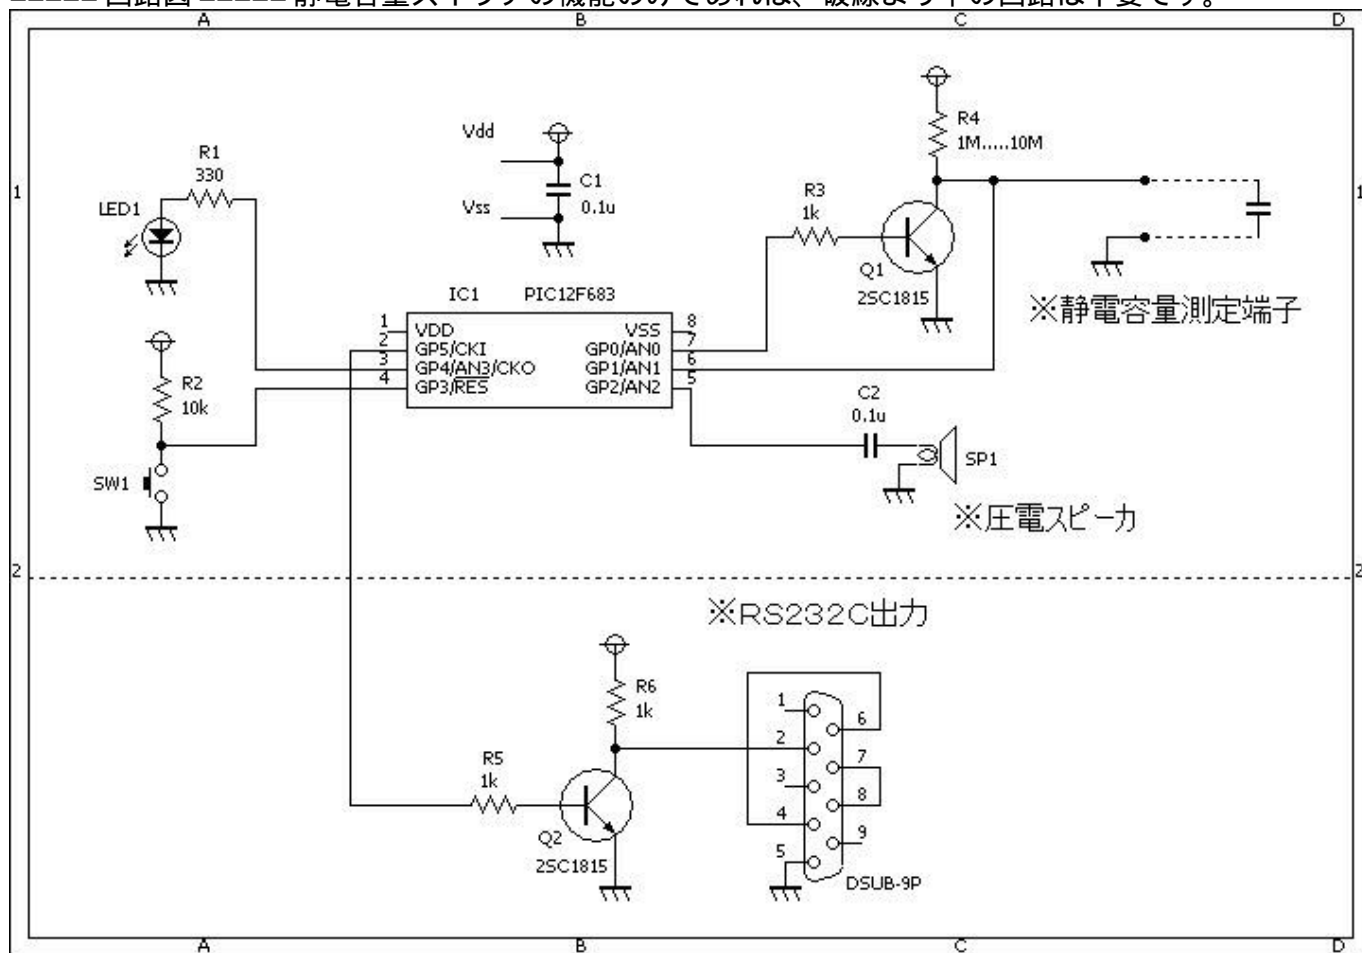 ===== 回路図 ===== 静電容量スイッチの機能のみであれば、破線より下の回路は不要です。
A B C D
Vdd
R4
1M.....10M
R1
330
C1
0.1u
R3
1k
1 1
LED1
Vss
Q1
2SC1815
IC1 PIC12F683
※静電容量測定端子
1 VDD VSS 8
2 GP5/CKI GP0/AN0 7
3 GP4/AN3/CKO GP1/AN1 6
4 GP3/RES GP2/AN2 5
R2
10k
C2
0.1u
SW1
SP1
※圧電スピーカ
2 2
※RS232C出力
R6
1k
1
6
2
7
R5
1k
3
8
4
9
Q2
2SC1815
5
DSUB-9P
A B C D